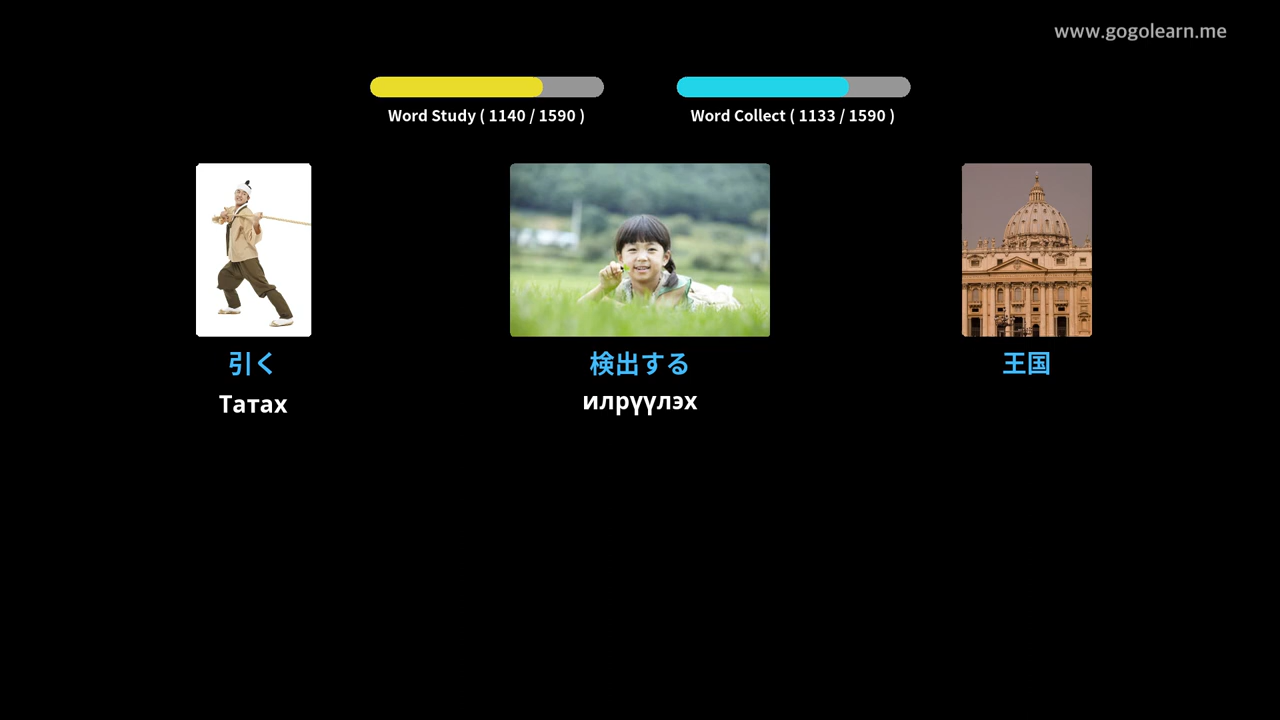 www.gogolearn.me
Word Study ( 1140 / 1590 )
Word Collect ( 1133 / 1590 )
引く
検出する
王国
Татах
илрүүлэх